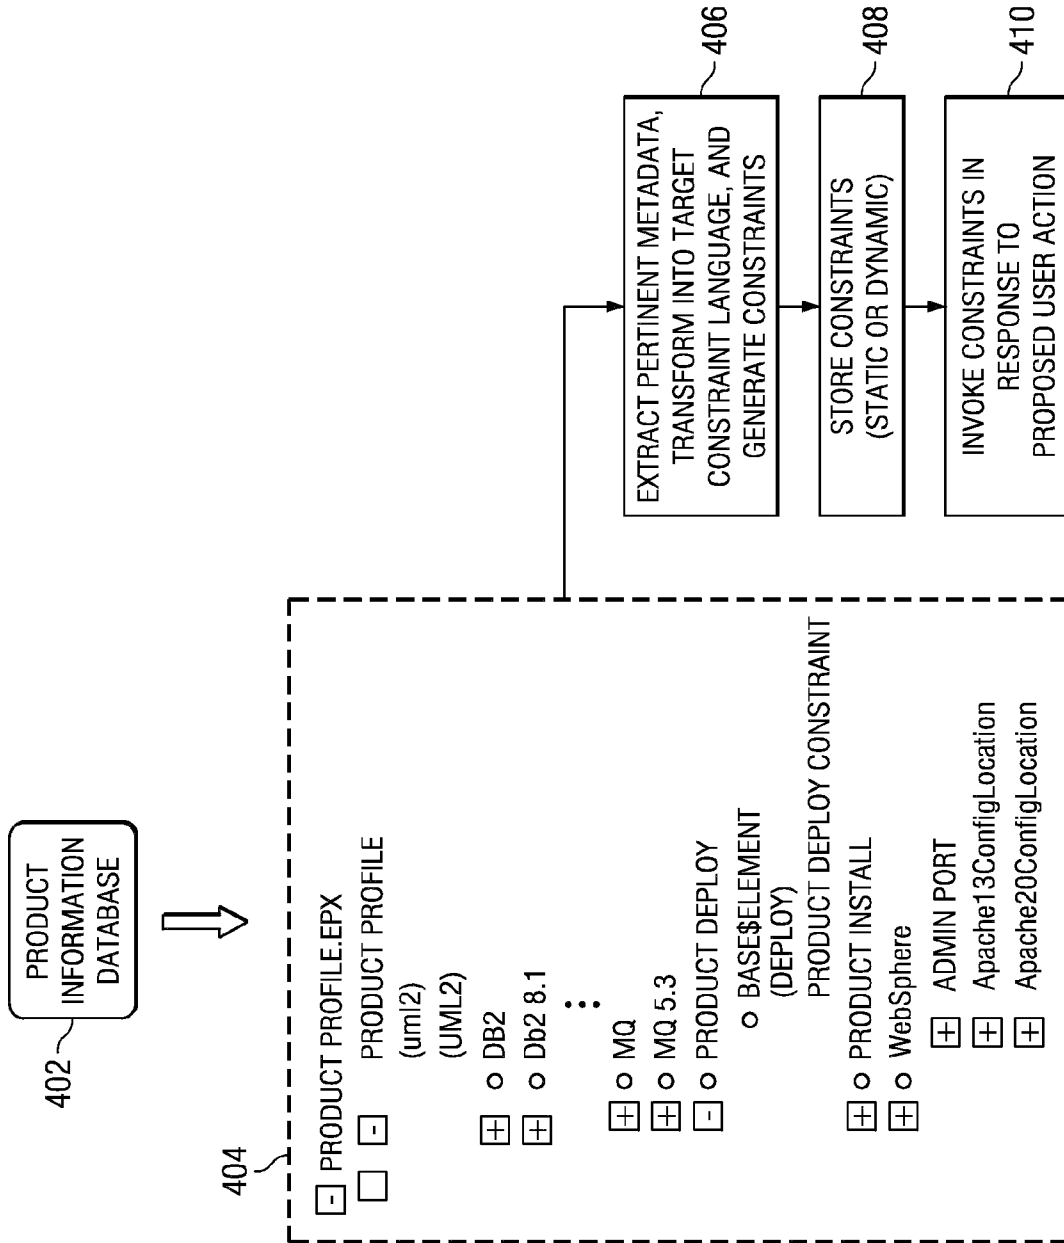 PRODUCT
INFORMATION
DATABASE
402
404
PRODUCT PROFILE.EPX
PRODUCT PROFILE
(uml2)
(UML2)
DB2
Db2 8.1
MQ
MQ 5.3
PRODUCT DEPLOY
BASE$ELEMENT
(DEPLOY)
PRODUCT DEPLOY CONSTRAINT
PRODUCT INSTALL
WebSphere
ADMIN PORT
Apache13ConfigLocation
Apache20ConfigLocation
EXTRACT PERTINENT METADATA,
TRANSFORM INTO TARGET
CONSTRAINT LANGUAGE, AND
GENERATE CONSTRAINTS
406
STORE CONSTRAINTS
(STATIC OR DYNAMIC)
408
INVOKE CONSTRAINTS IN
RESPONSE TO
PROPOSED USER ACTION
410